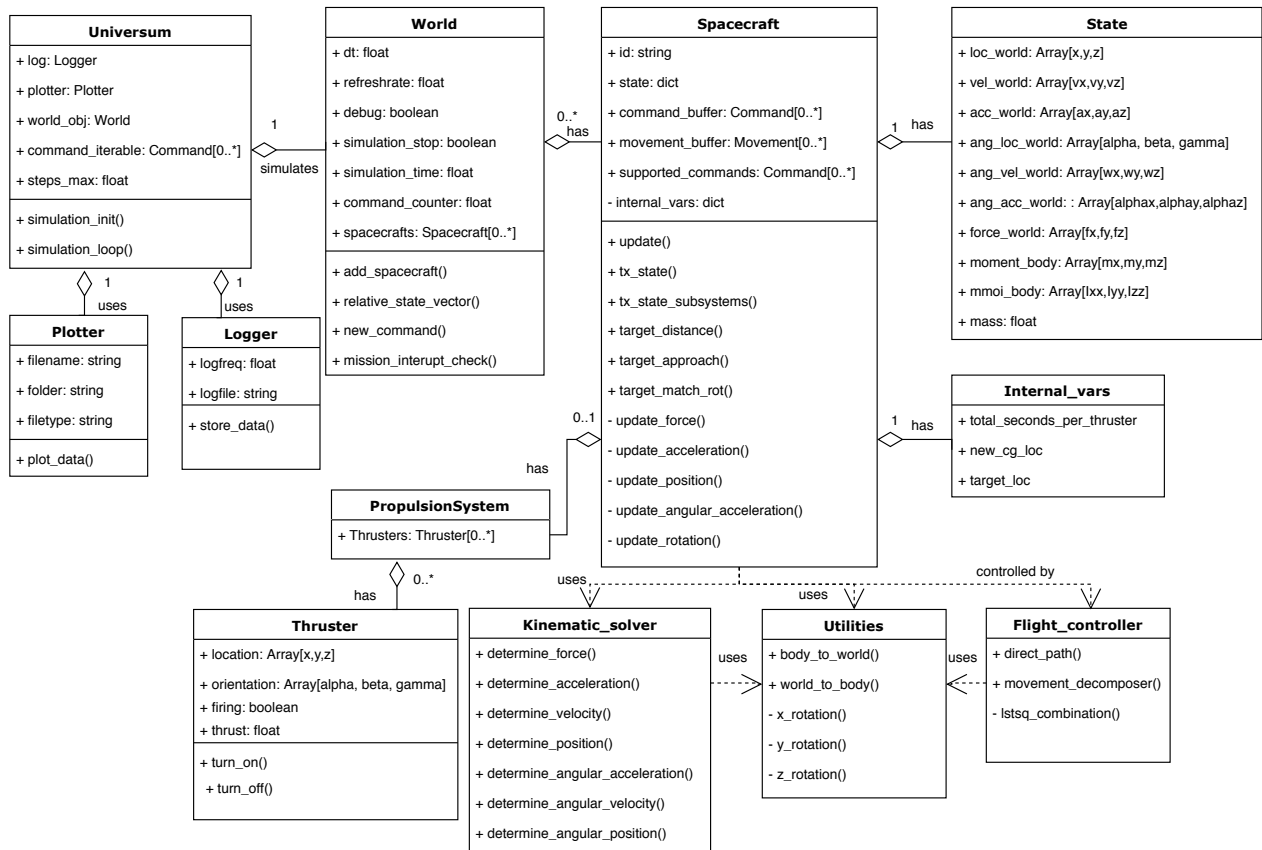 Universum
+ log: Logger
+ plotter: Plotter
+ world_obj: World
+ command_iterable: Command[0..*]
+ steps_max: float
+ simulation_init()
+ simulation_loop()
1
simulates
World
+ dt: float
+ refreshrate: float
+ debug: boolean
+ simulation_stop: boolean
+ simulation_time: float
+ command_counter: float
+ spacecrafts: Spacecraft[0..*]
+ add_spacecraft()
+ relative_state_vector()
+ new_command()
+ mission_interupt_check()
0..*
has
Spacecraft
+ id: string
+ state: dict
+ command_buffer: Command[0..*]
+ movement_buffer: Movement[0..*]
+ supported_commands: Command[0..*]
- internal_vars: dict
+ update()
+ tx_state()
+ tx_state_subsystems()
+ target_distance()
+ target_approach()
+ target_match_rot()
- update_force()
- update_acceleration()
- update_position()
- update_angular_acceleration()
- update_rotation()
1
has
State
+ loc_world: Array[x,y,z]
+ vel_world: Array[vx,vy,vz]
+ acc_world: Array[ax,ay,az]
+ ang_loc_world: Array[alpha, beta, gamma]
+ ang_vel_world: Array[wx,wy,wz]
+ ang_acc_world: : Array[alphax,alphay,alphaz]
+ force_world: Array[fx,fy,fz]
+ moment_body: Array[mx,my,mz]
+ mmoi_body: Array[Ixx,Iyy,Izz]
+ mass: float
1
uses
1
uses
Plotter
+ filename: string
+ folder: string
+ filetype: string
+ plot_data()
Logger
+ logfreq: float
+ logfile: string
+ store_data()
1
has
Internal_vars
+ total_seconds_per_thruster
+ new_cg_loc
+ target_loc
0..1
has
PropulsionSystem
+ Thrusters: Thruster[0..*]
0..*
has
uses
uses
controlled by
Thruster
+ location: Array[x,y,z]
+ orientation: Array[alpha, beta, gamma]
+ firing: boolean
+ thrust: float
+ turn_on()
+ turn_off()
Kinematic_solver
+ determine_force()
+ determine_acceleration()
+ determine_velocity()
+ determine_position()
+ determine_angular_acceleration()
+ determine_angular_velocity()
+ determine_angular_position()
uses
Utilities
+ body_to_world()
+ world_to_body()
- x_rotation()
- y_rotation()
- z_rotation()
uses
Flight_controller
+ direct_path()
+ movement_decomposer()
- lstsq_combination()